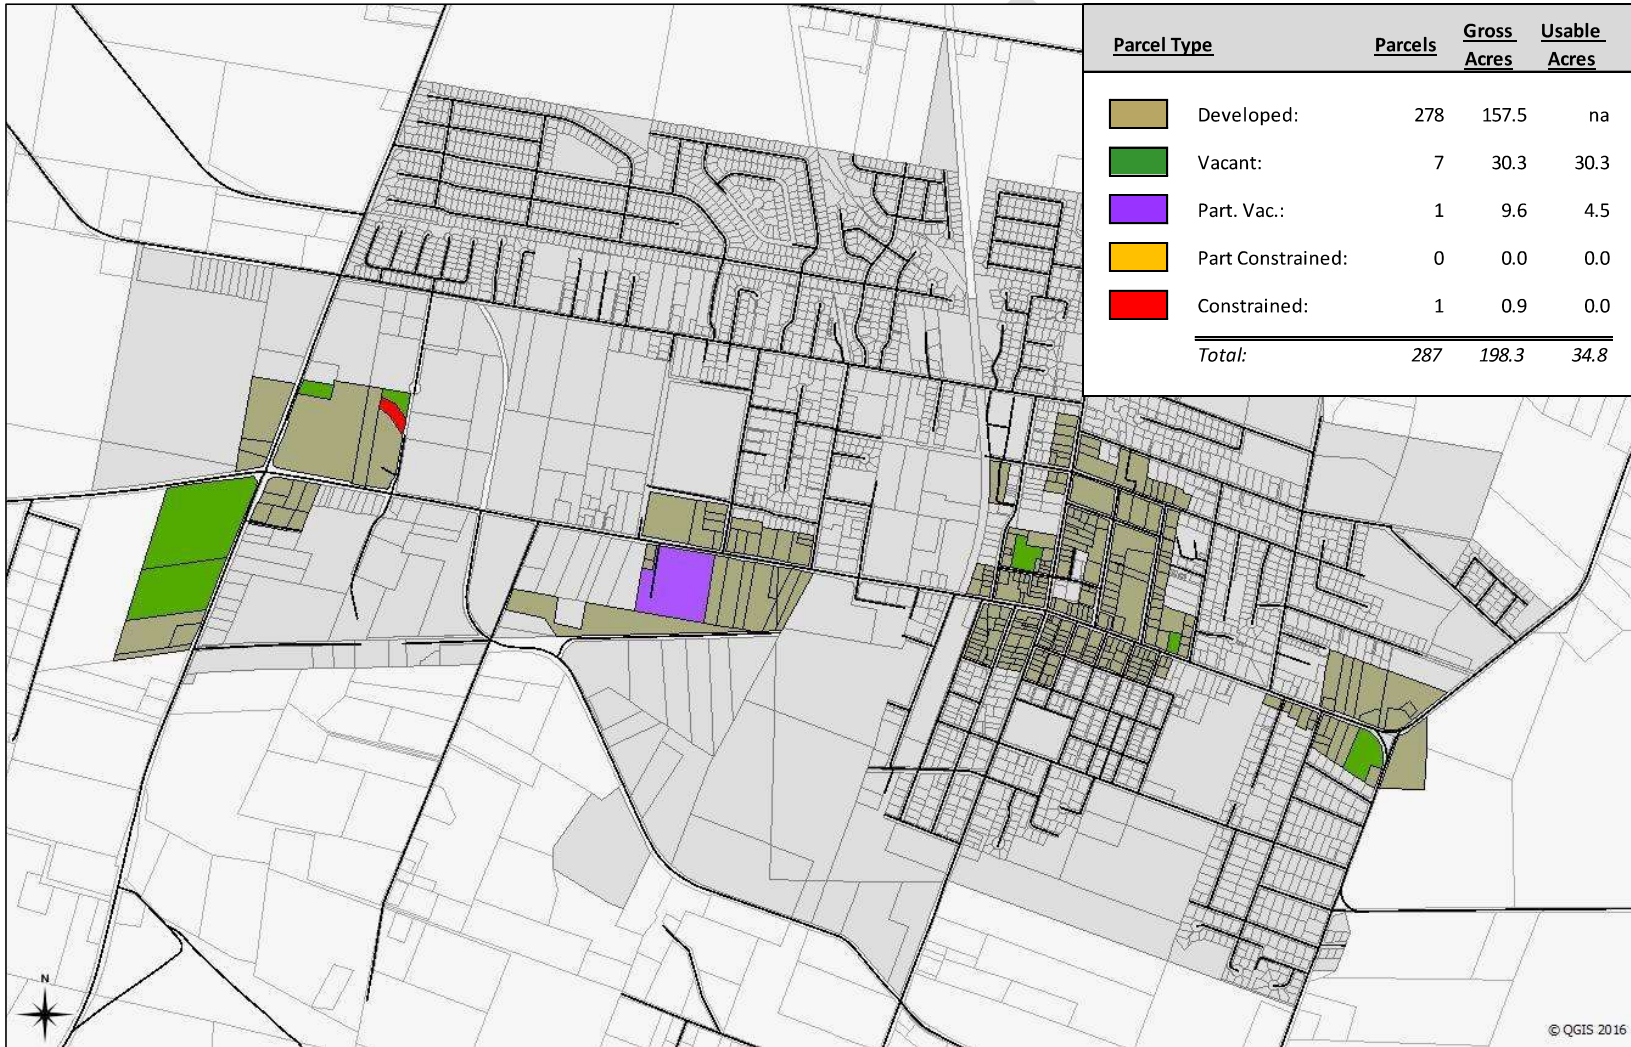 Parcel Type Parcels Gross Acres Usable Acres
Developed: 278 157.5 na
Vacant: 7 30.3 30.3
Part. Vac.: 1 9.6 4.5
Part Constrained: 0 0.0 0.0
Constrained: 1 0.9 0.0
Total: 287 198.3 34.8
N
© QGIS 2016